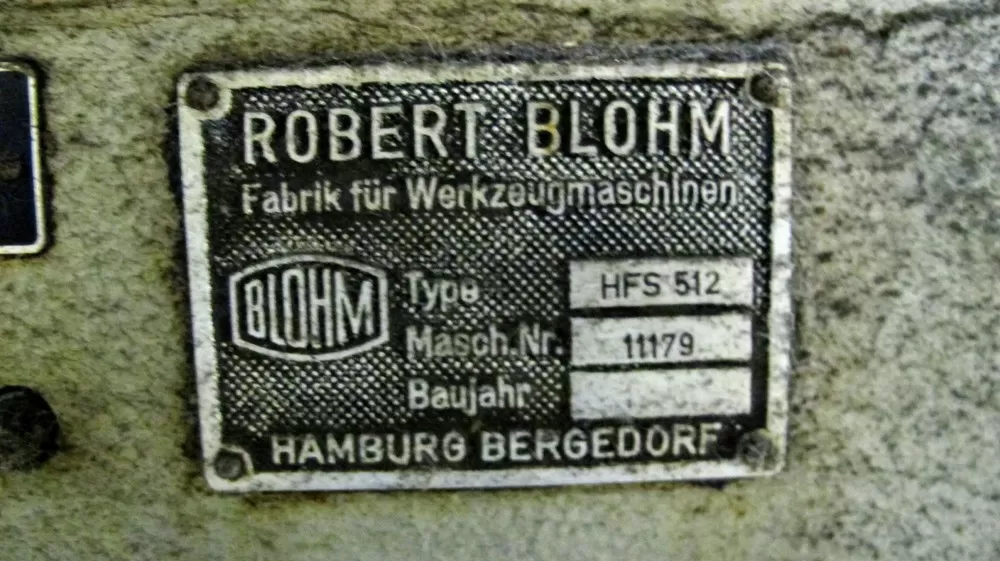 ROBERT BLOHM
Fabrik für Werkzeugmaschinen
BLOHM
Type HFS 512
Masch.Nr. 11179
Baujahr
HAMBURG BERGEDORF